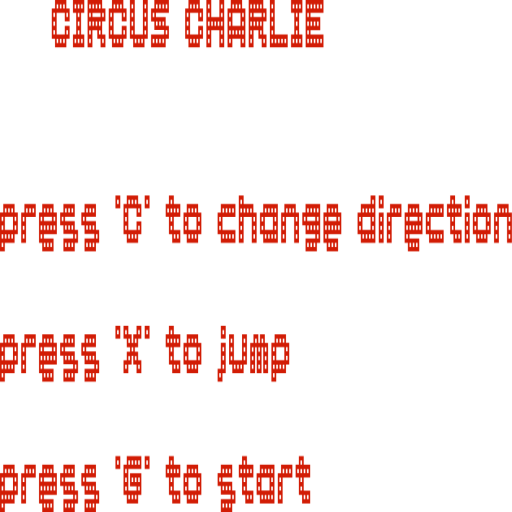 CIRCUS CHARLIE
press 'C' to change direction
press 'X' to jump
press 'G' to start